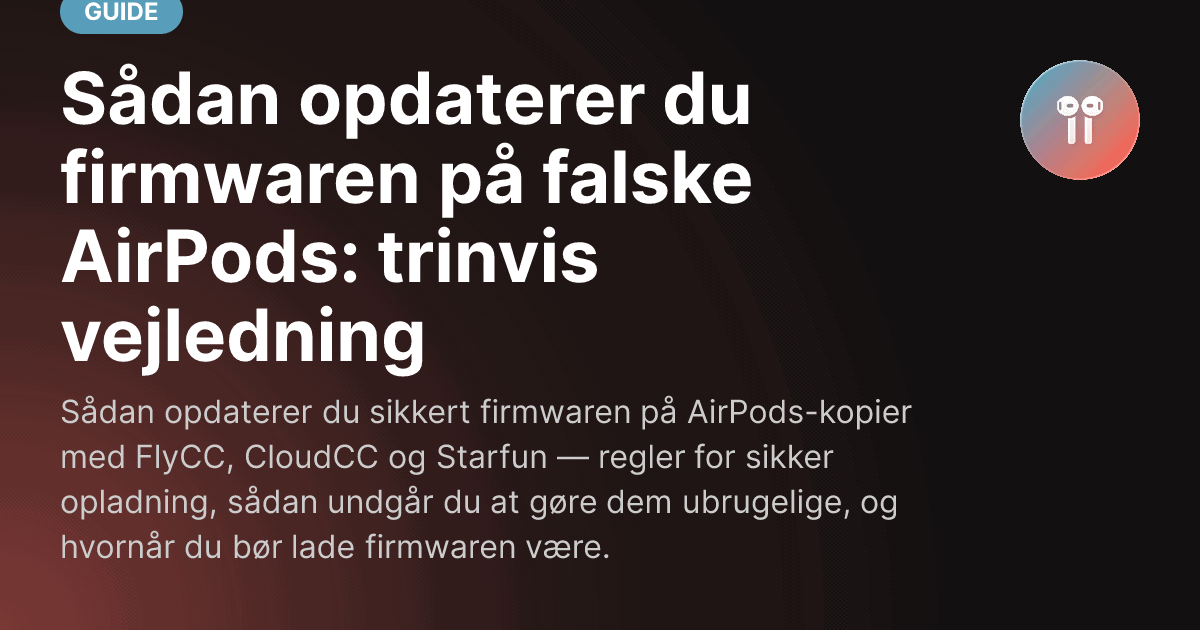 GUIDE
Sådan opdaterer du
firmwaren på falske
AirPods: trinvis
vejledning
Sådan opdaterer du sikkert firmwaren på AirPods-kopier
med FlyCC, CloudCC og Starfun — regler for sikker
opladning, sådan undgår du at gøre dem ubrugelige, og
hvornår du bør lade firmwaren være.